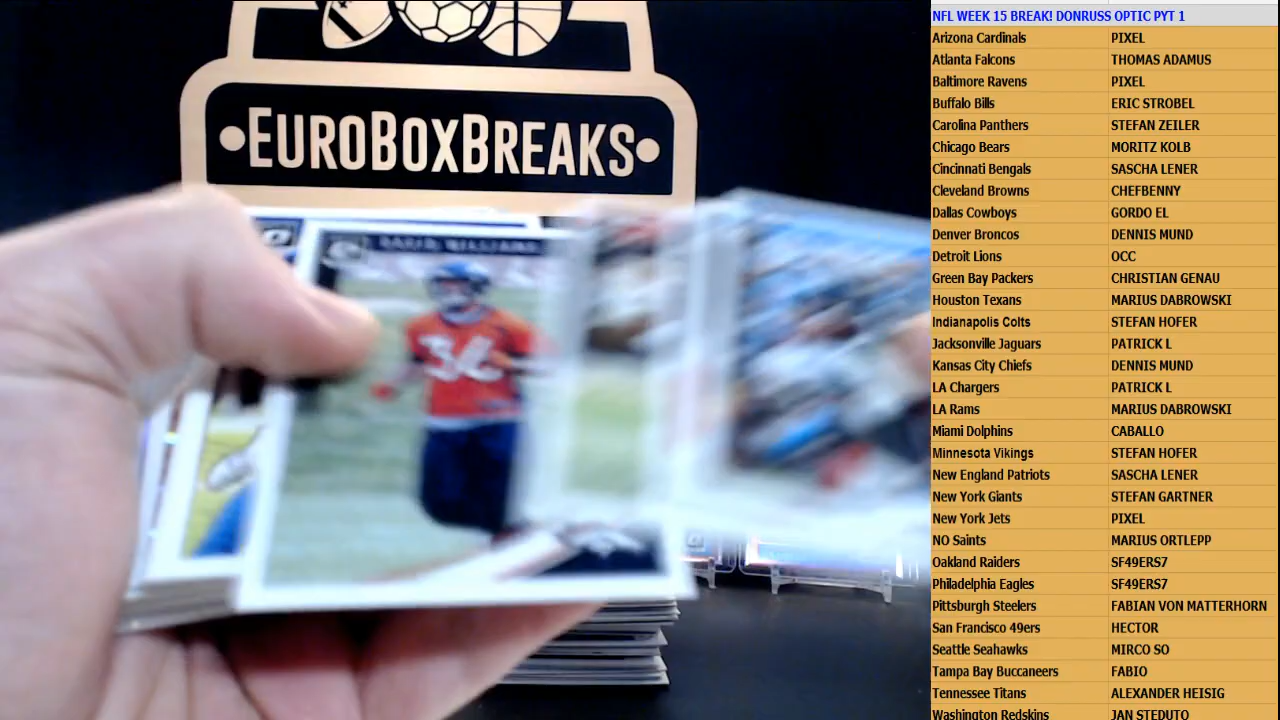 EUROBOXBREAKS
WILLIAMS
34
NFL WEEK 15 BREAK! DONRUSS OPTIC PYT 1
Arizona Cardinals PIXEL
Atlanta Falcons THOMAS ADAMUS
Baltimore Ravens PIXEL
Buffalo Bills ERIC STROBEL
Carolina Panthers STEFAN ZEILER
Chicago Bears MORITZ KOLB
Cincinnati Bengals SASCHA LENER
Cleveland Browns CHEFBENNY
Dallas Cowboys GORDO EL
Denver Broncos DENNIS MUND
Detroit Lions OCC
Green Bay Packers CHRISTIAN GENAU
Houston Texans MARIUS DABROWSKI
Indianapolis Colts STEFAN HOFER
Jacksonville Jaguars PATRICK L
Kansas City Chiefs DENNIS MUND
LA Chargers PATRICK L
LA Rams MARIUS DABROWSKI
Miami Dolphins CABALLO
Minnesota Vikings STEFAN HOFER
New England Patriots SASCHA LENER
New York Giants STEFAN GARTNER
New York Jets PIXEL
NO Saints MARIUS ORTLEPP
Oakland Raiders SF49ERS7
Philadelphia Eagles SF49ERS7
Pittsburgh Steelers FABIAN VON MATTERHORN
San Francisco 49ers HECTOR
Seattle Seahawks MIRCO SO
Tampa Bay Buccaneers FABIO
Tennessee Titans ALEXANDER HEISIG
Washington Redskins JAN STEDUTO